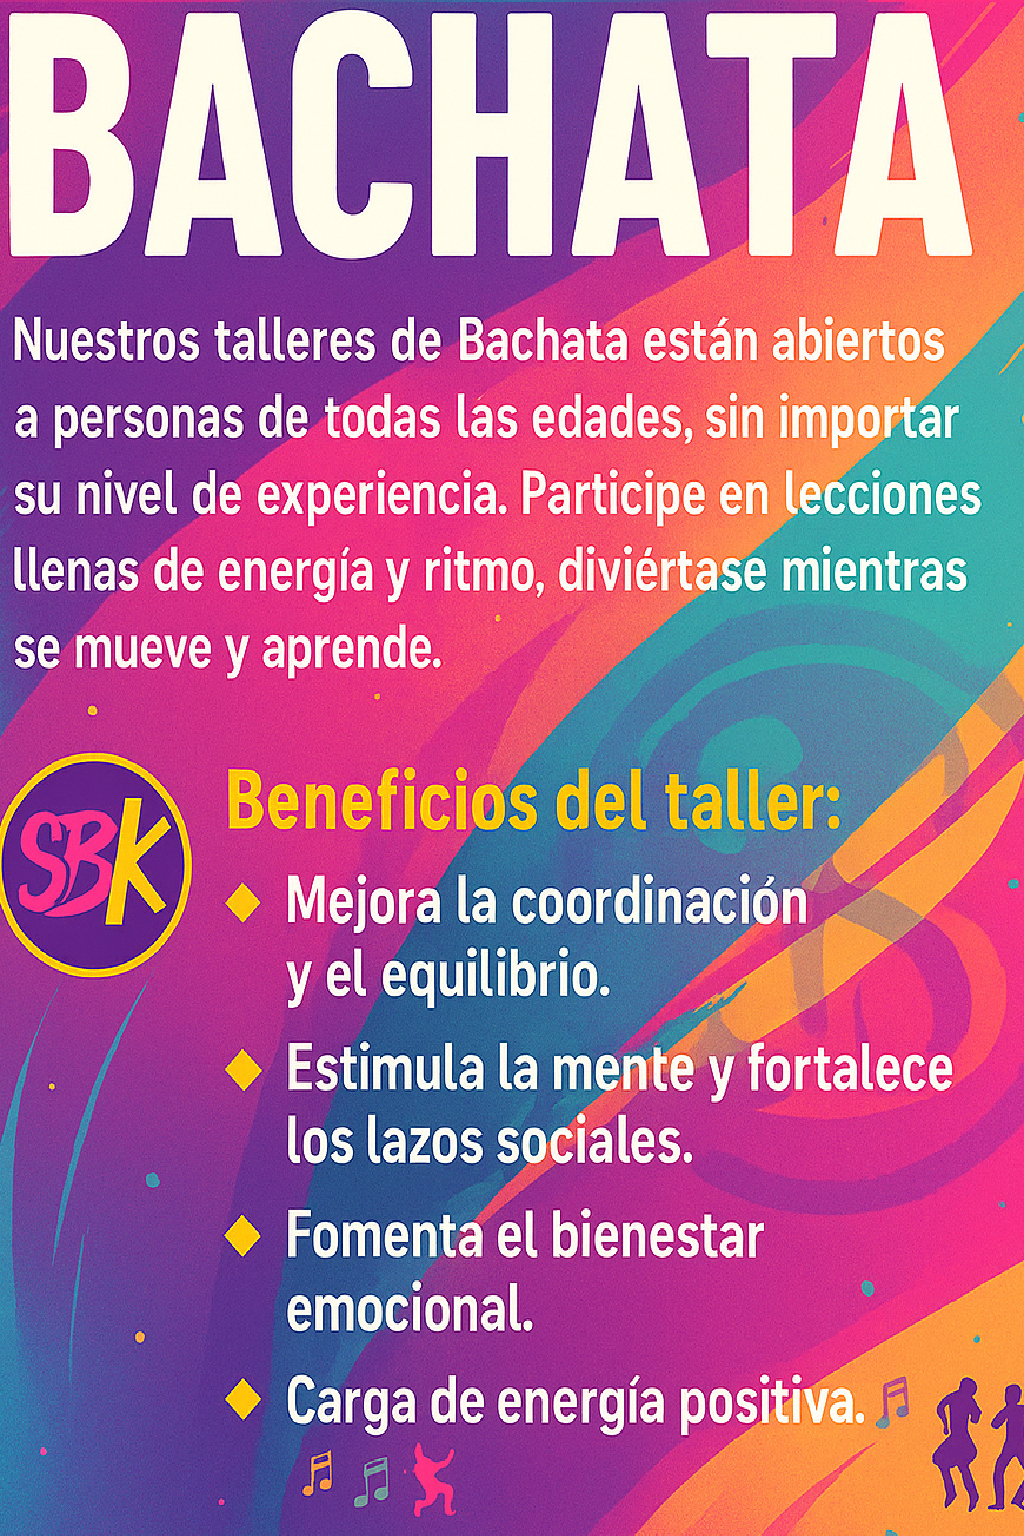 BACHATA
Nuestros talleres de Bachata están abiertos
a personas de todas las edades, sin importar
su nivel de experiencia. Participe en lecciones
llenas de energía y ritmo, diviértase mientras
se mueve y aprende.
SBK
Beneficios del taller:
Mejora la coordinación
y el equilibrio.
Estimula la mente y fortalece
los lazos sociales.
Fomenta el bienestar
emocional.
Carga de energía positiva.